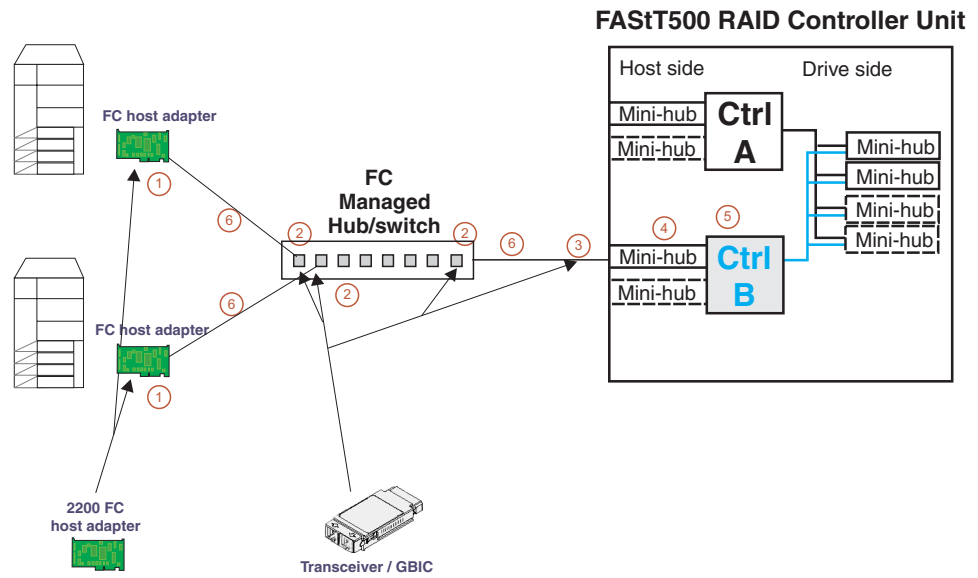 FAStT500 RAID Controller Unit
Host side
Drive side
FC host adapter
Mini-hub
Ctrl
A
Mini-hub
Mini-hub
Mini-hub
Mini-hub
Mini-hub
1
FC
Managed
Hub/switch
6
2
2
6
3
4
5
Mini-hub
Ctrl
B
Mini-hub
2
6
FC host adapter
1
2200 FC
host adapter
Transceiver / GBIC